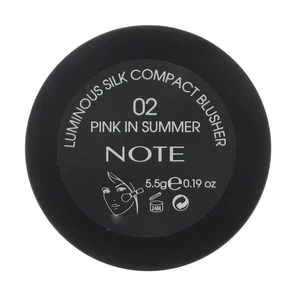 LUMINOUS SILK COMPACT BLUSHER
02
PINK IN SUMMER
NOTE
5.5g℮0.19 oz
24M